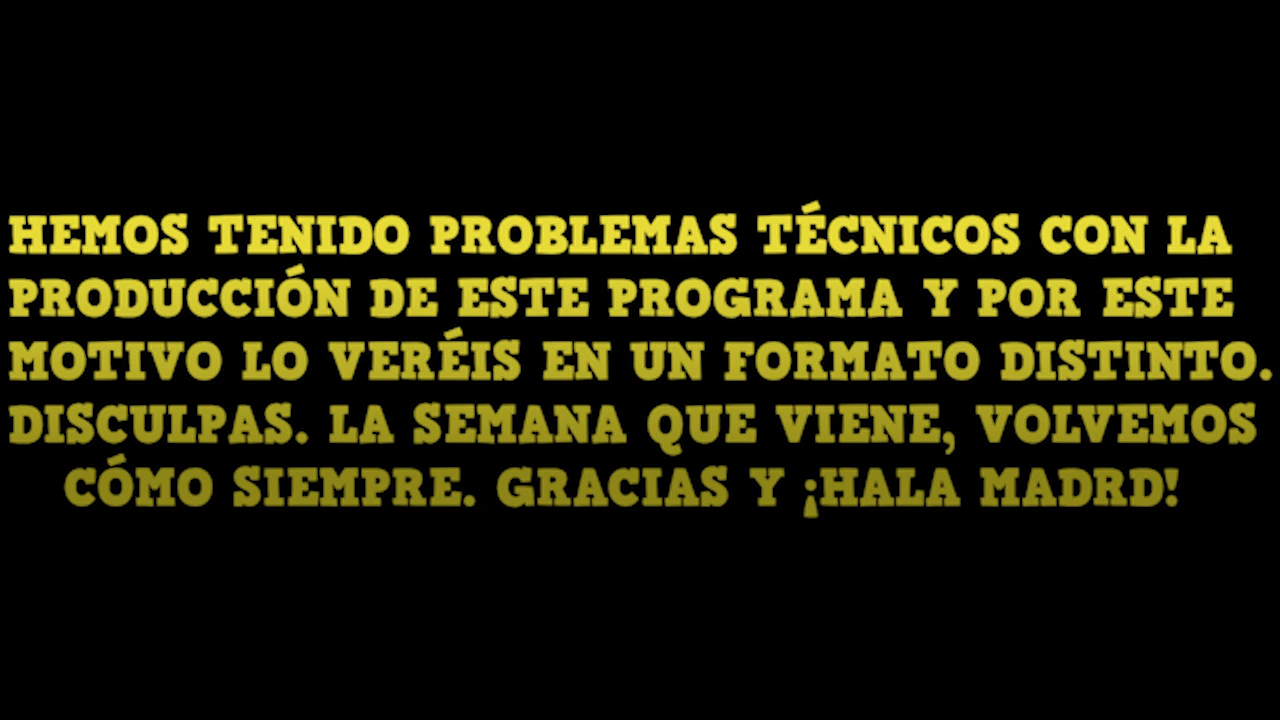 HEMOS TENIDO PROBLEMAS TÉCNICOS CON LA
PRODUCCIÓN DE ESTE PROGRAMA Y POR ESTE
MOTIVO LO VERÉIS EN UN FORMATO DISTINTO.
DISCULPAS. LA SEMANA QUE VIENE, VOLVEMOS
CÓMO SIEMPRE. GRACIAS Y ¡HALA MADRD!